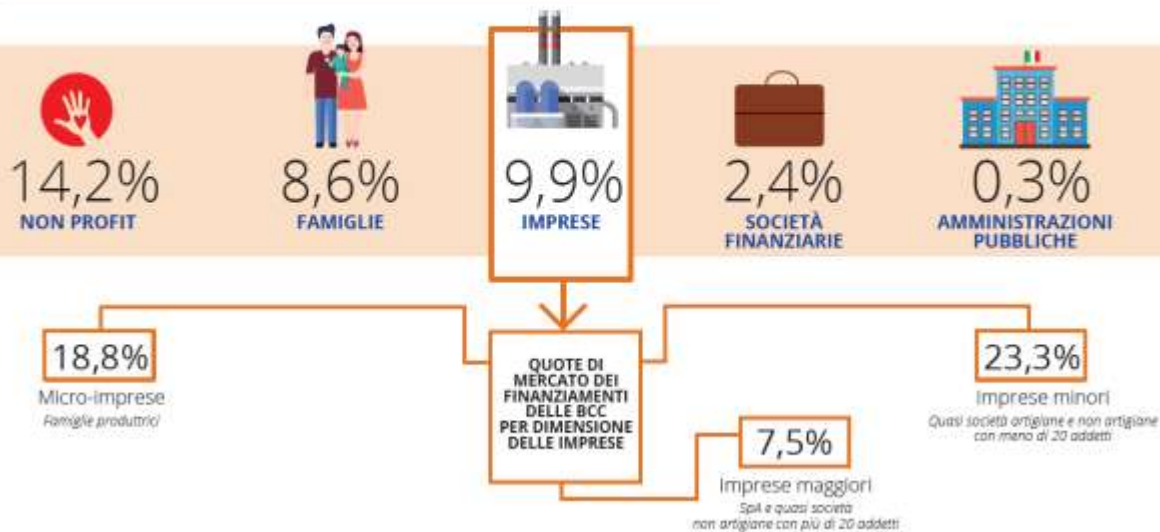 14,2%
NON PROFIT
8,6%
FAMIGLIE
9,9%
IMPRESE
2,4%
SOCIETÀ
FINANZIARIE
0,3%
AMMINISTRAZIONI
PUBBLICHE
18,8%
Micro-imprese
Famiglie produttrici
QUOTE DI
MERCATO DEI
FINANZIAMENTI
DELLE BCC
PER DIMENSIONE
DELLE IMPRESE
7,5%
Imprese maggiori
SpA e quasi società
non artigiane con più di 20 addetti
23,3%
Imprese minori
Quasi società artigiane e non artigiane
con meno di 20 addetti